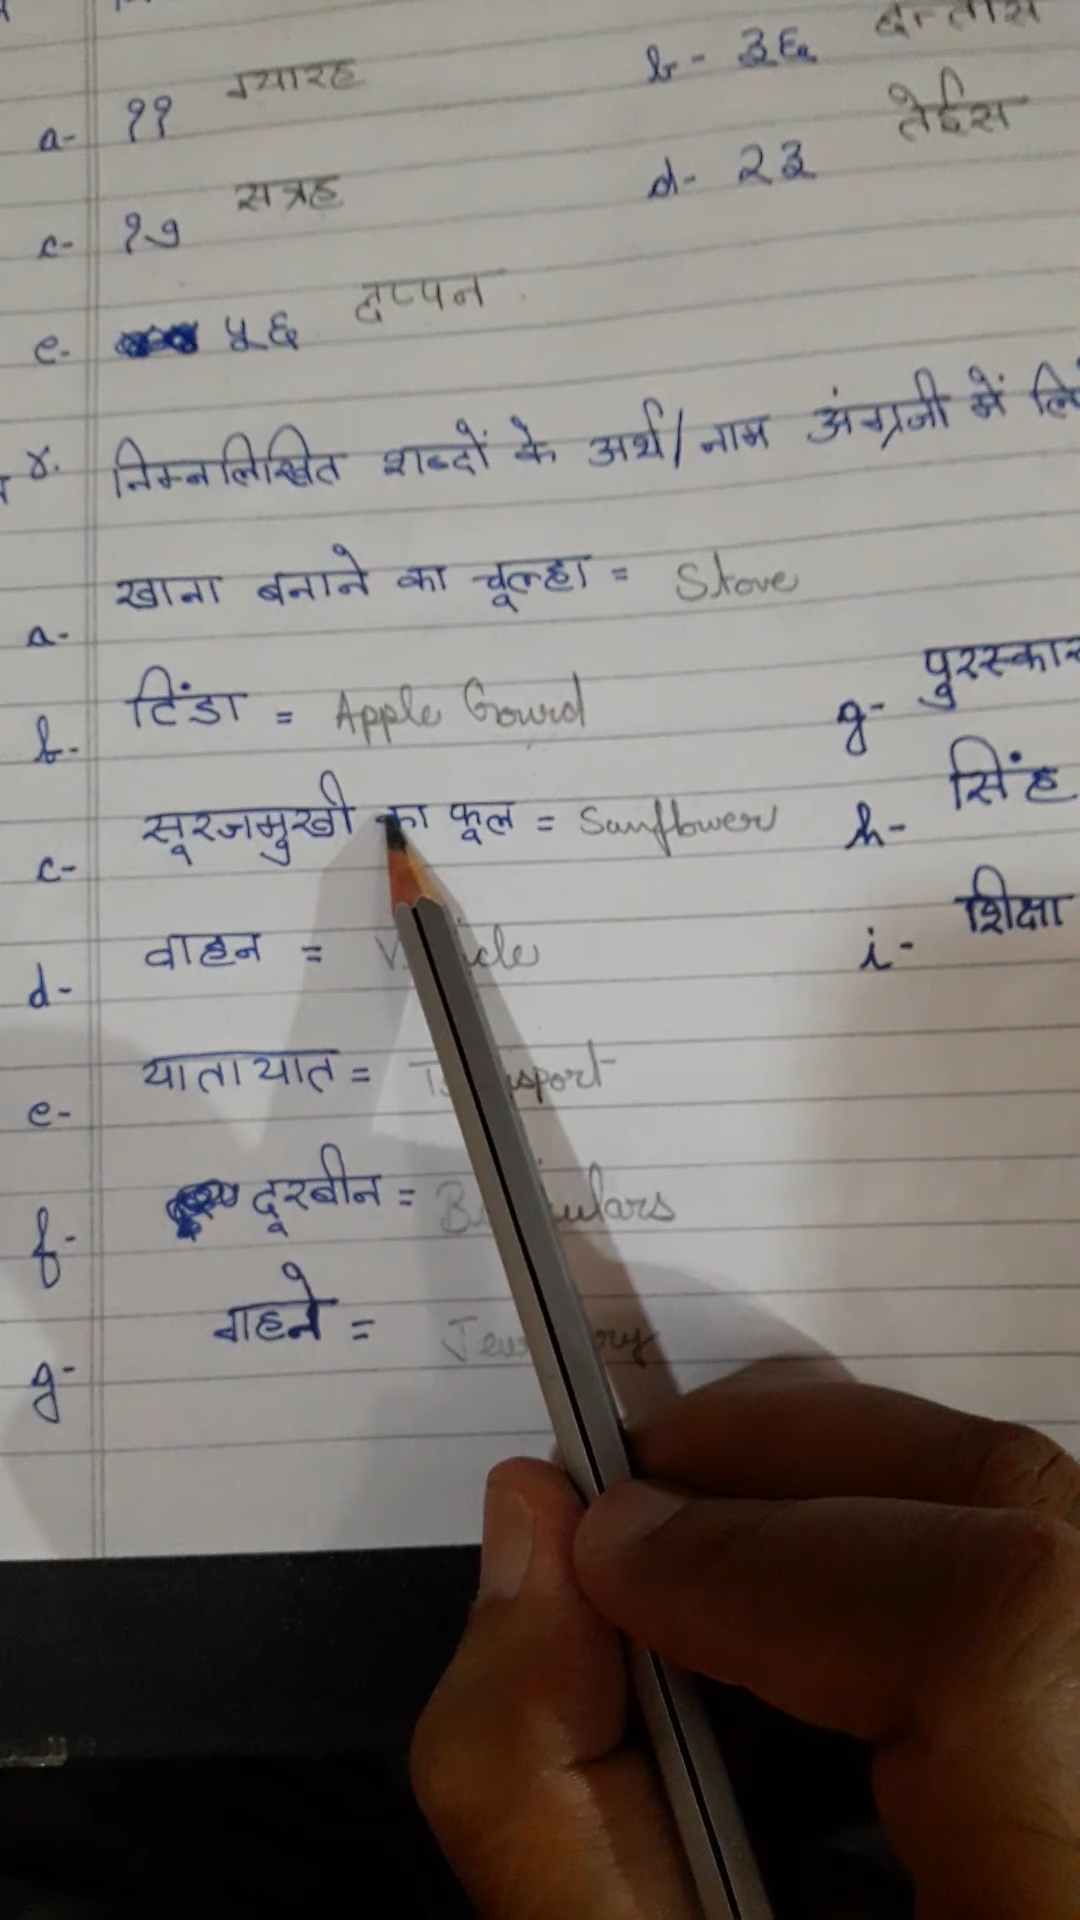 ग्यारह
a- ११ b- ३६
सत्रह तेईस
c- १७ d- २३
e- ५६ छप्पन
४. निम्नलिखित शब्दों के अर्थ/नाम अंग्रजी में
a- खाना बनाने का चूल्हा = Stove
b- टिंडा = Apple Gourd g- पुरस्कार
c- सूरजमुखी का फूल = Sunflower h- सिंह
d- वाहन = i- शिक्षा
e- यातायात =
f- दूरबीन =
g- गहने =